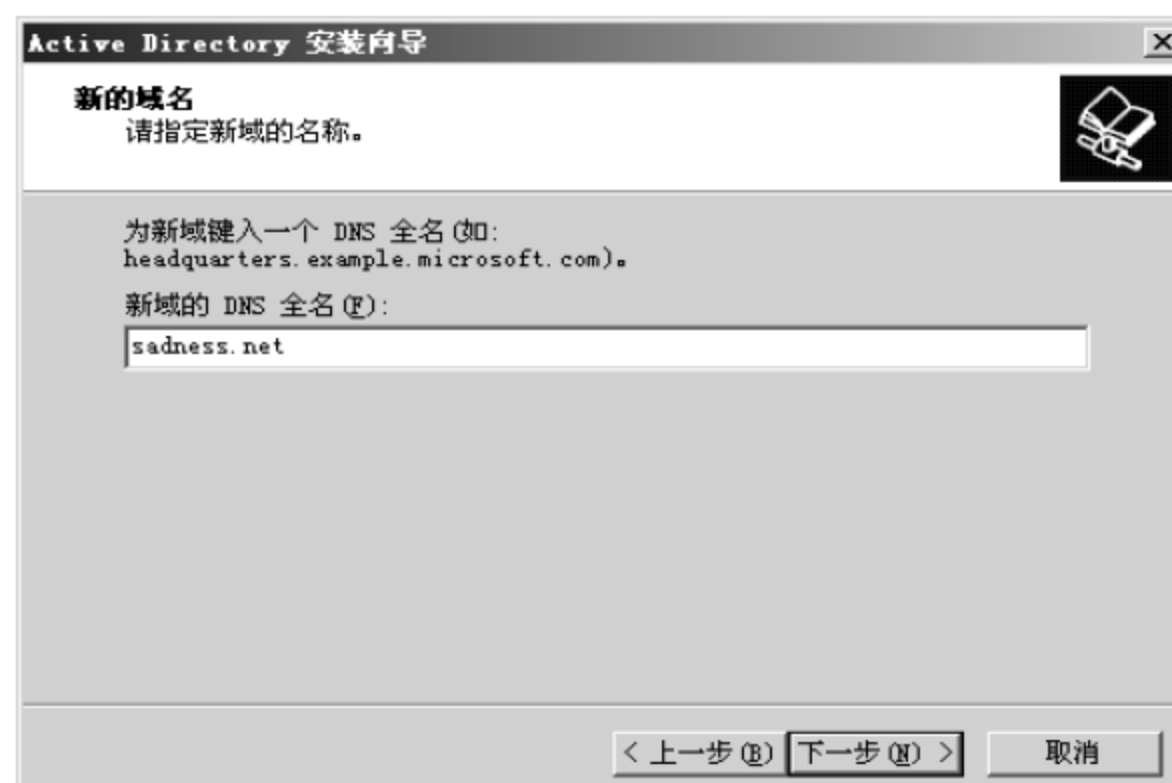 Active Directory 安装向导
新的域名
请指定新域的名称。
为新域键入一个 DNS 全名(如:
headquarters.example.microsoft.com)。
新域的 DNS 全名(F):
sadness.net
< 上一步(B) 下一步(N) > 取消